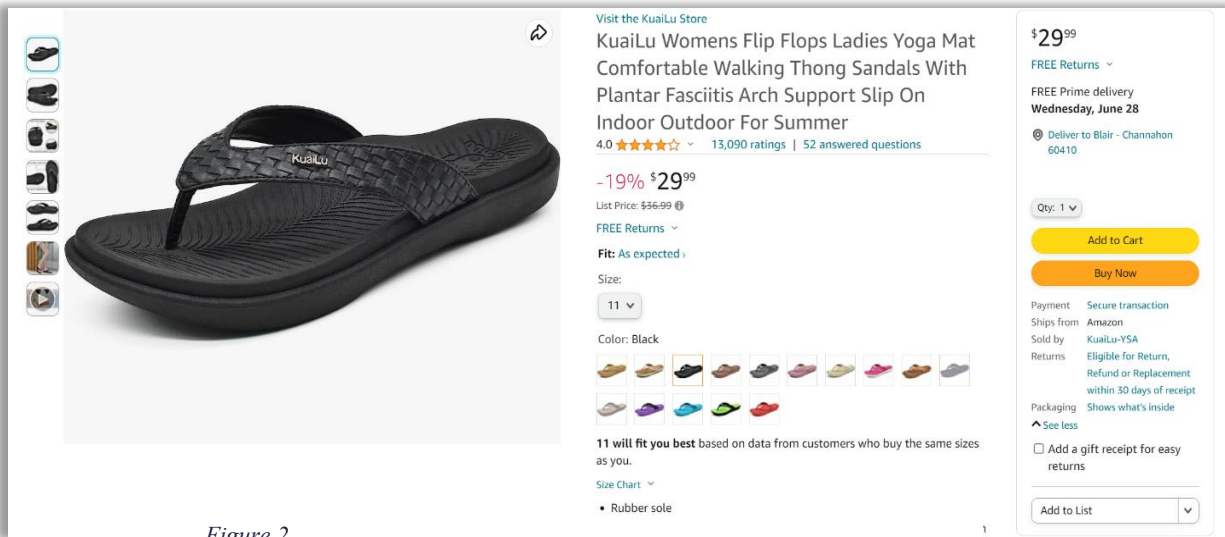 Visit the KuaiLu Store
KuaiLu Womens Flip Flops Ladies Yoga Mat
Comfortable Walking Thong Sandals With
Plantar Fasciitis Arch Support Slip On
Indoor Outdoor For Summer
4.0 13,090 ratings | 52 answered questions
-19% $29.99
List Price: $36.99
FREE Returns
Fit: As expected ›
Size:
11
Color: Black
11 will fit you best based on data from customers who buy the same sizes
as you.
Size Chart
• Rubber sole
KuaiLu
Figure 2
$29.99
FREE Returns
FREE Prime delivery
Wednesday, June 28
Deliver to Blair - Channahon
60410
Qty: 1
Add to Cart
Buy Now
Payment Secure transaction
Ships from Amazon
Sold by KuaiLu-YSA
Returns Eligible for Return,
Refund or Replacement
within 30 days of receipt
Packaging Shows what's inside
See less
Add a gift receipt for easy
returns
Add to List